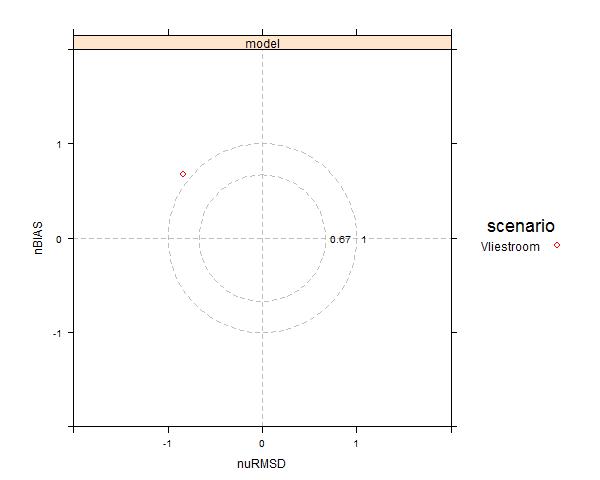 model
nBIAS
1
0
-1
0.67 1
-1 0 1
nuRMSD
scenario
Vliestroom